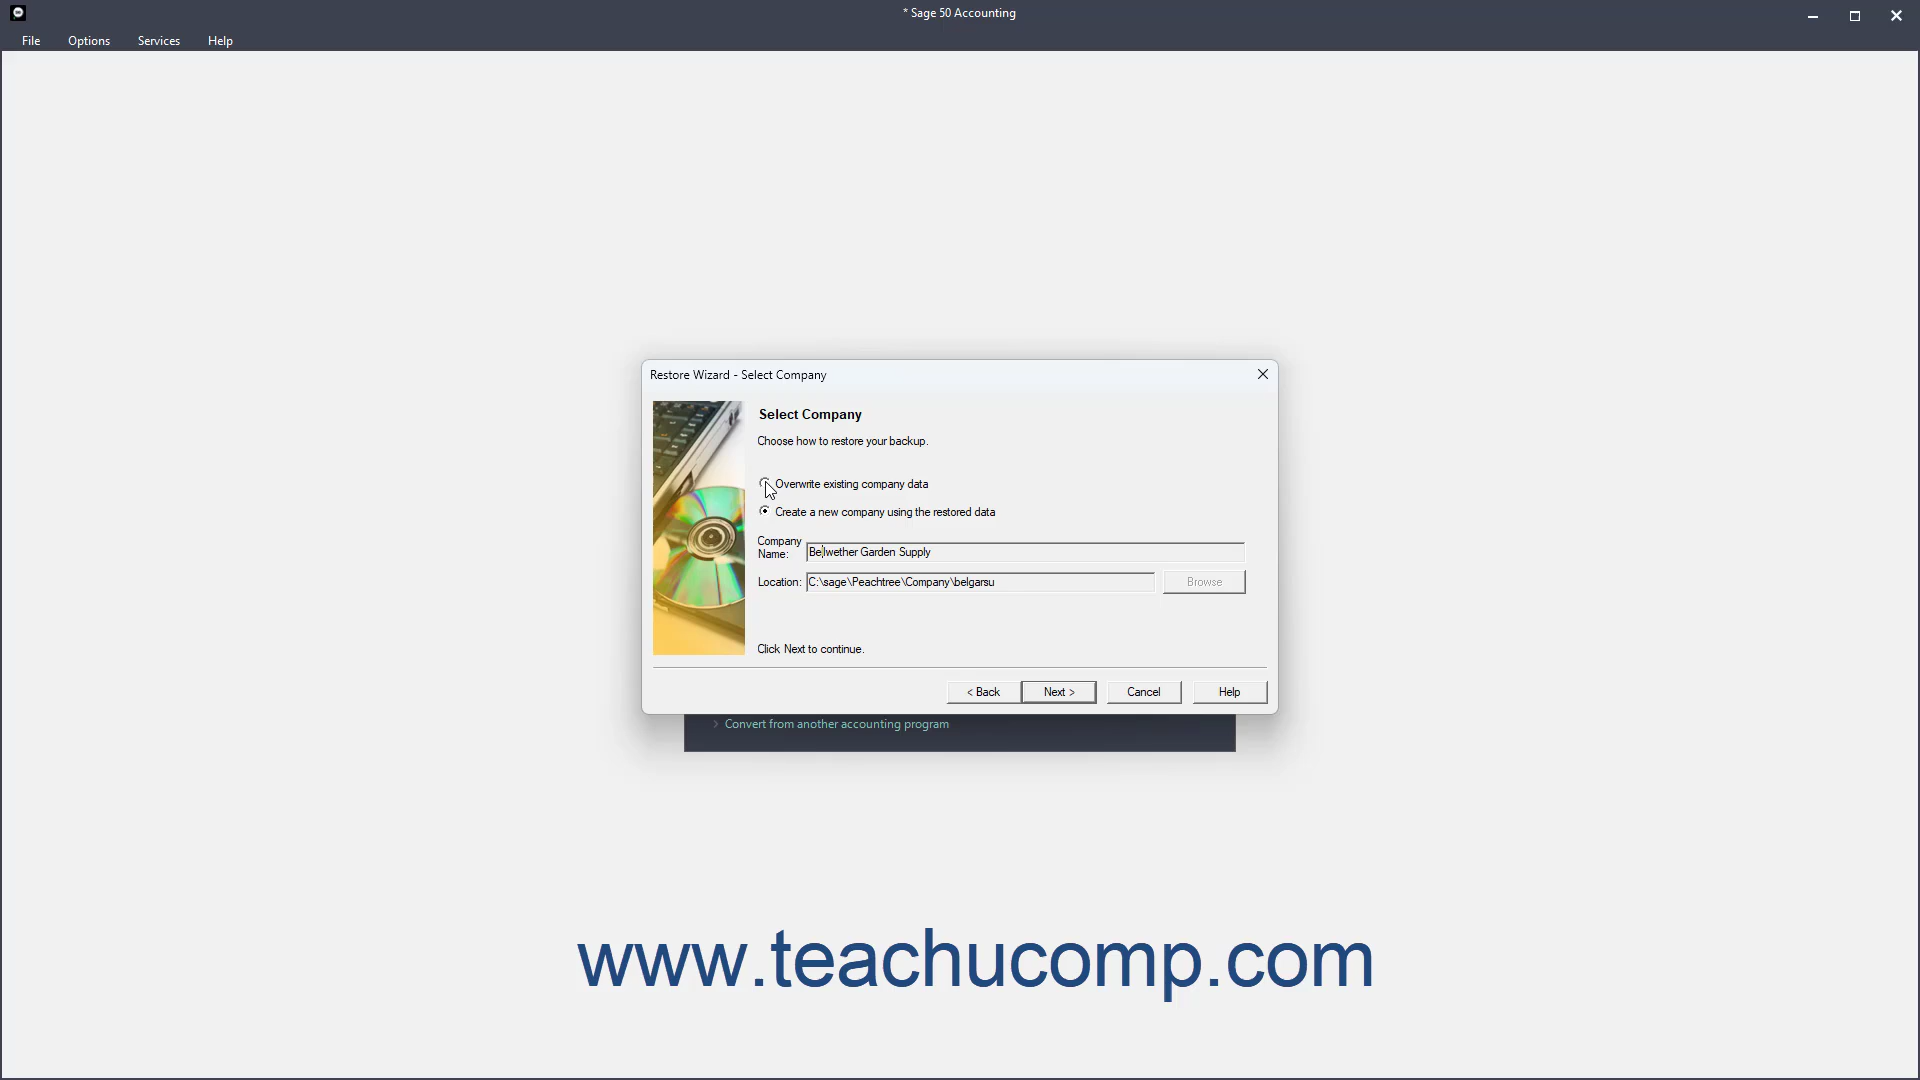 * Sage 50 Accounting
File Options Services Help
Restore Wizard - Select Company
Select Company
Choose how to restore your backup.
Overwrite existing company data
Create a new company using the restored data
Company Name: Bellwether Garden Supply
Location: C:\sage\Peachtree\Company\belgarsu Browse
Click Next to continue.
< Back Next > Cancel Help
> Convert from another accounting program
www.teachucomp.com